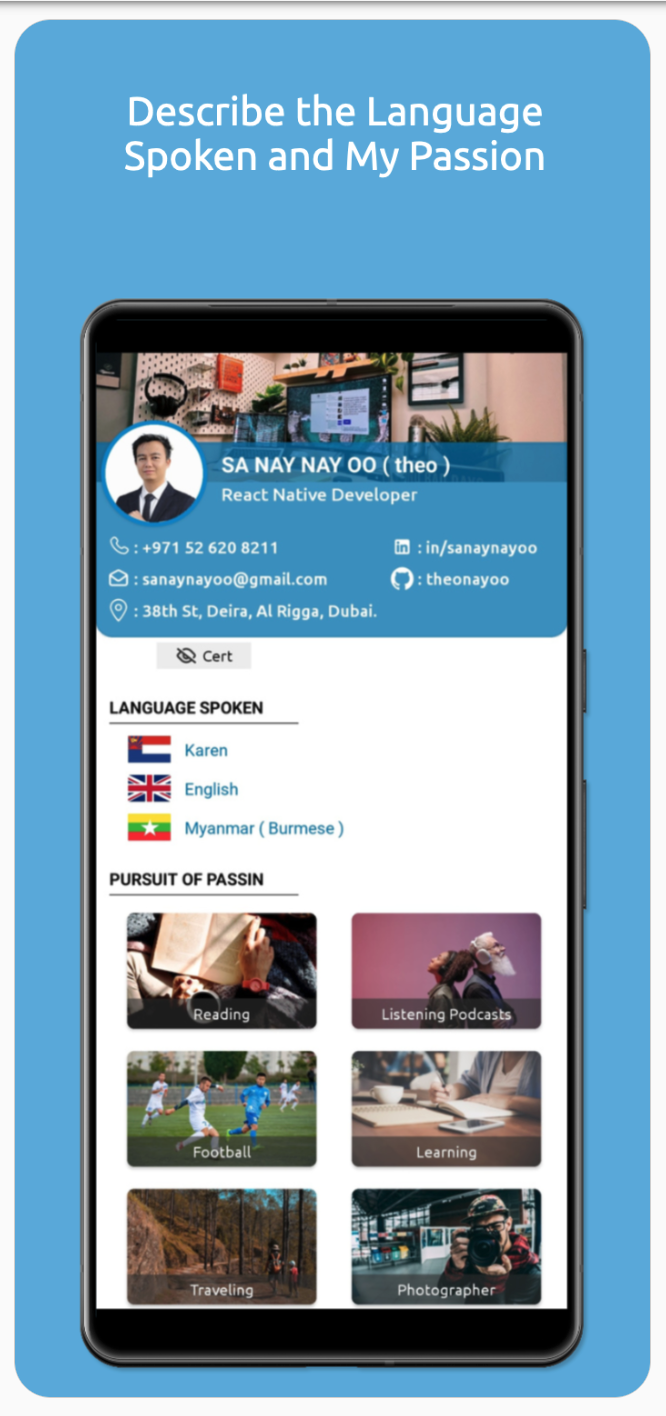 Describe the Language
Spoken and My Passion
SA NAY NAY OO ( theo )
React Native Developer
: +971 52 620 8211
in : in/sanaynayoo
: sanaynayoo@gmail.com
: theonayoo
: 38th St, Deira, Al Rigga, Dubai.
Cert
LANGUAGE SPOKEN
Karen
English
Myanmar ( Burmese )
PURSUIT OF PASSIN
Reading
Listening Podcasts
Football
Learning
Traveling
Photographer